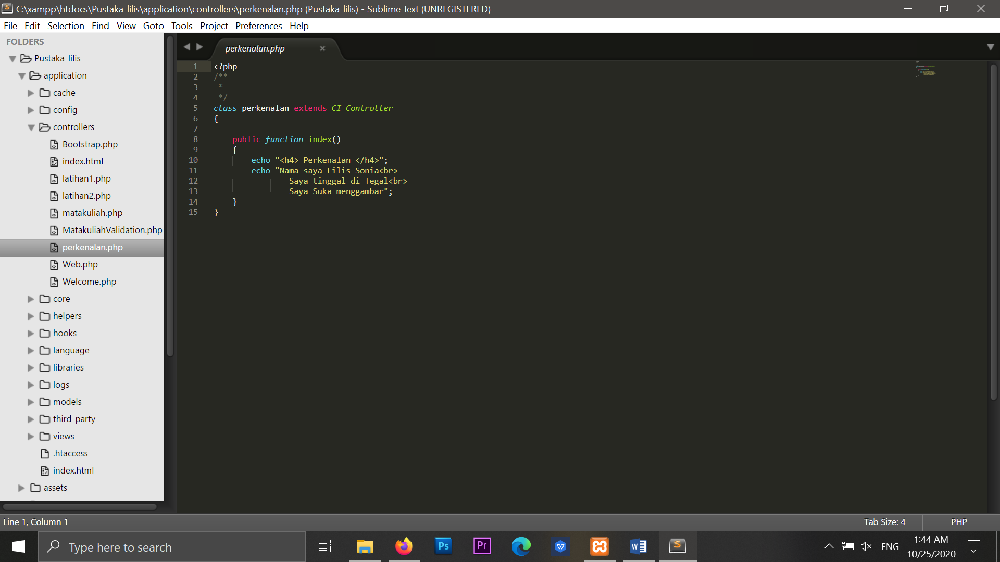 C:\xampp\htdocs\Pustaka_lilis\application\controllers\perkenalan.php (Pustaka_lilis) - Sublime Text (UNREGISTERED)
File Edit Selection Find View Goto Tools Project Preferences Help
FOLDERS
Pustaka_lilis
application
cache
config
controllers
Bootstrap.php
index.html
latihan1.php
latihan2.php
matakuliah.php
MatakuliahValidation.php
perkenalan.php
Web.php
Welcome.php
core
helpers
hooks
language
libraries
logs
models
third_party
views
.htaccess
index.html
assets
perkenalan.php ×
1 <?php
2 /**
3 *
4 */
5 class perkenalan extends CI_Controller
6 {
7
8 public function index()
9 {
10 echo "<h4> Perkenalan </h4>";
11 echo "Nama saya Lilis Sonia<br>
12 Saya tinggal di Tegal<br>
13 Saya Suka menggambar";
14 }
15 }
Line 1, Column 1
Tab Size: 4
PHP
Type here to search
Ps
Pr
W
S
ENG
1:44 AM
10/25/2020